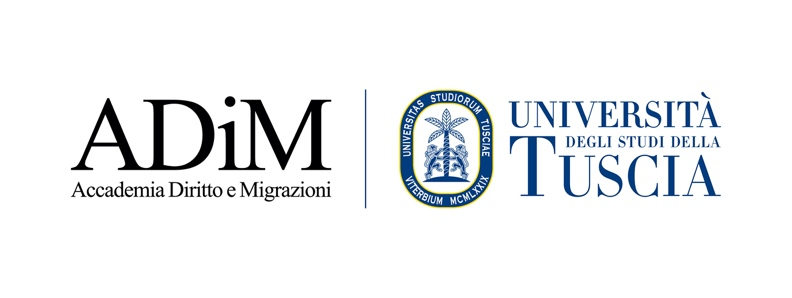 ADiM
Accademia Diritto e Migrazioni
UNIVERSITAS STUDIORUM TUSCIAE
VITERBIUM MCMLXXIX
UNIVERSITÀ
DEGLI STUDI DELLA
TUSCIA